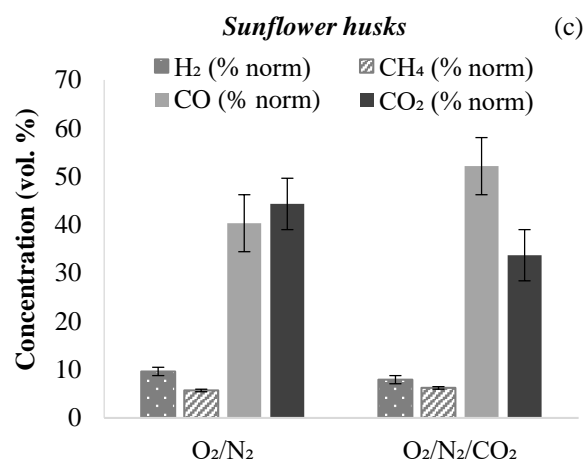 Sunflower husks (c)
H₂ (% norm) CH₄ (% norm)
CO (% norm) CO₂ (% norm)
Concentration (vol. %)
70
60
50
40
30
20
10
0
O₂/N₂ O₂/N₂/CO₂